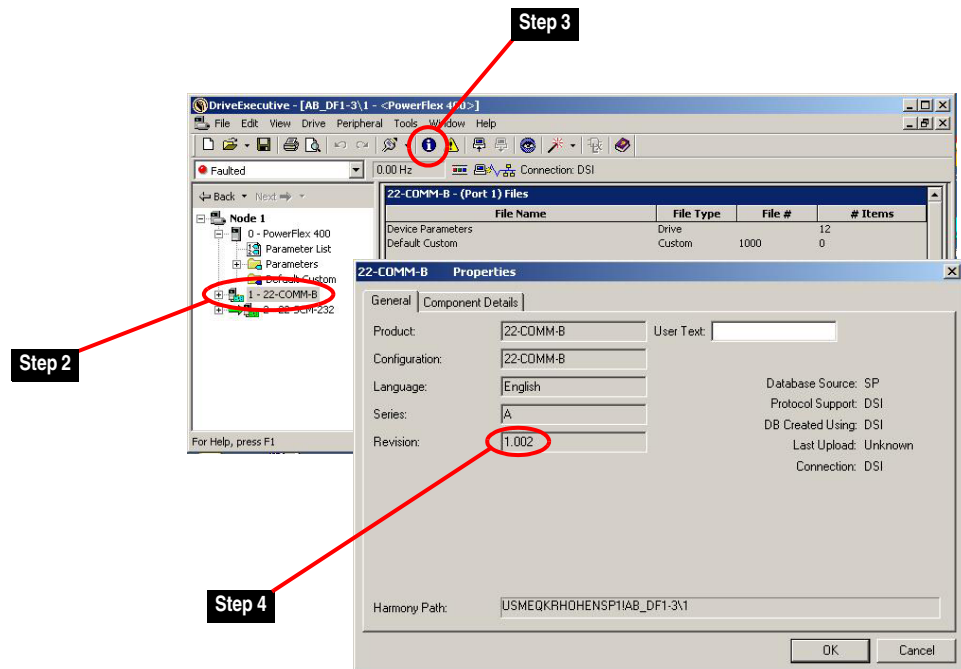 Step 3
DriveExecutive - [AB_DF1-3\1 - <PowerFlex 400>]
File Edit View Drive Peripheral Tools Window Help
Faulted
0.00 Hz
Connection: DSI
Back Next
22-COMM-B - (Port 1) Files
File Name File Type File # # Items
Device Parameters Drive 12
Default Custom Custom 1000 0
Node 1
0 - PowerFlex 400
Parameter List
Parameters
Default Custom
1 - 22-COMM-B
2 - 22-SCM-232
Step 2
For Help, press F1
22-COMM-B Properties
General Component Details
Product: 22-COMM-B User Text:
Configuration: 22-COMM-B
Language: English Database Source: SP
Protocol Support: DSI
Series: A
DB Created Using: DSI
Revision: 1.002 Last Upload: Unknown
Connection: DSI
Step 4
Harmony Path: USMEQKRHOHENSP1!AB_DF1-3\1
OK Cancel